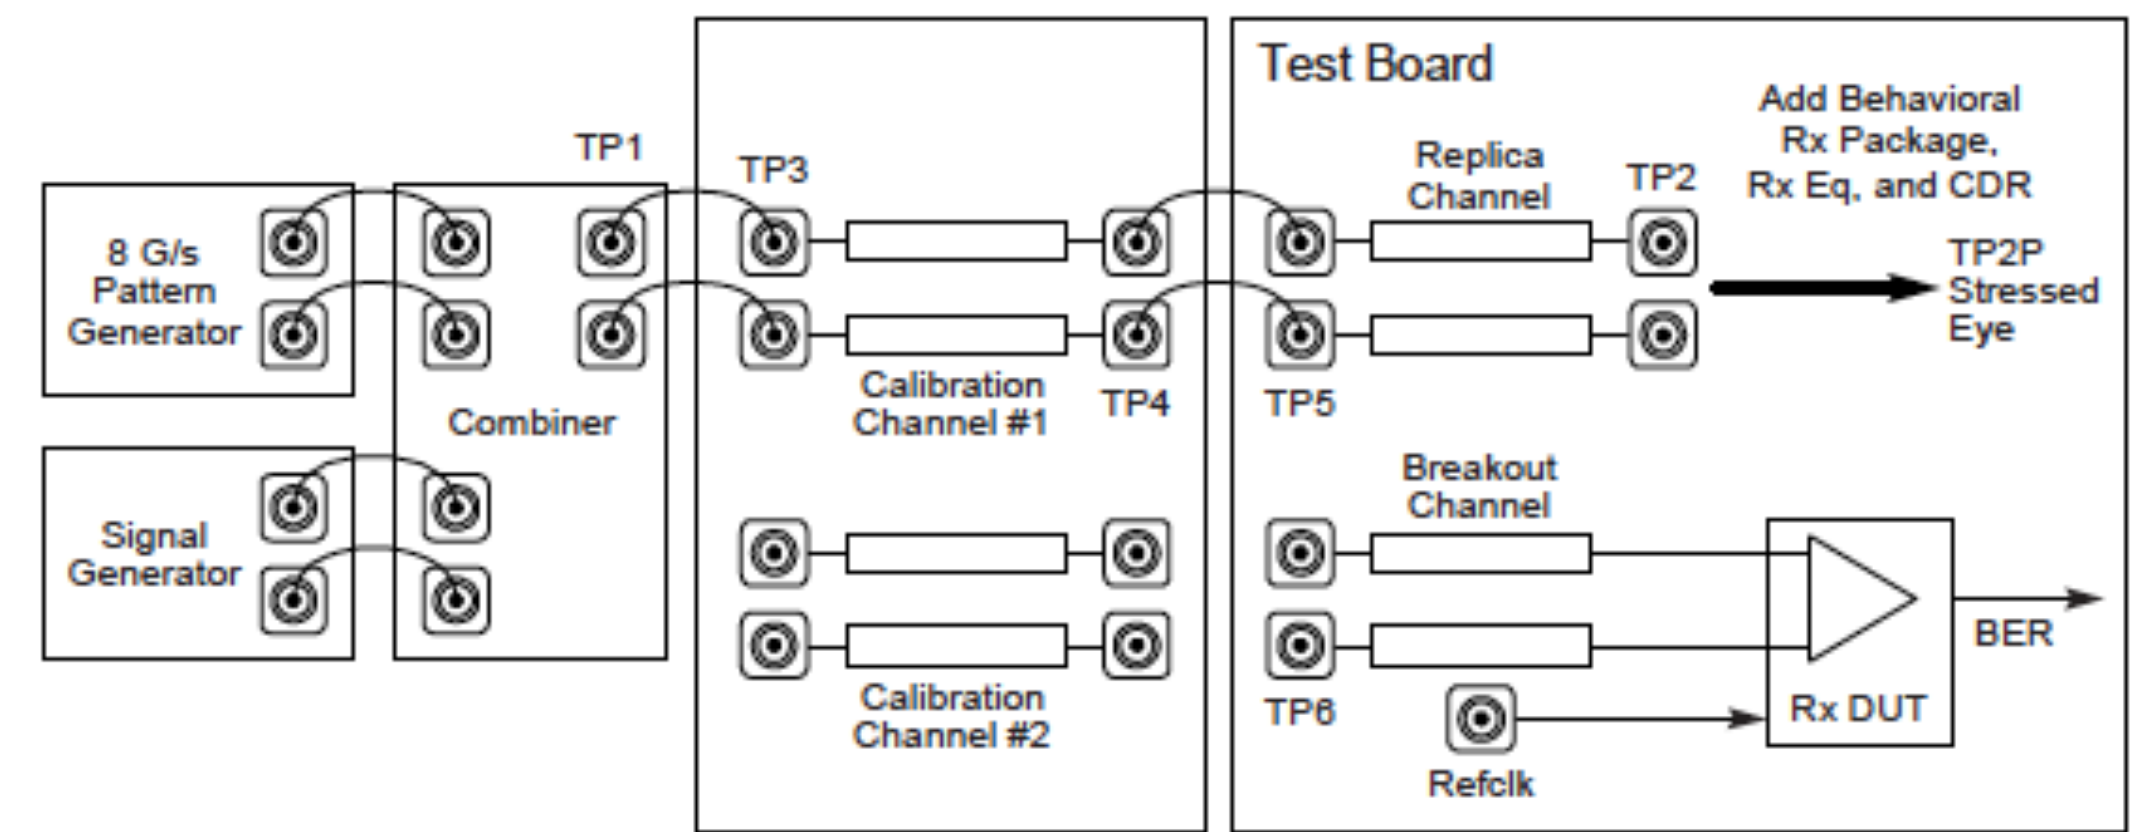 Test Board
Add Behavioral
Rx Package,
Rx Eq, and CDR
TP1
TP3
Replica
Channel
TP2
8 G/s
Pattern
Generator
TP2P
Stressed
Eye
Calibration
Channel #1
TP4
TP5
Combiner
Breakout
Channel
Signal
Generator
BER
Calibration
Channel #2
TP6
Rx DUT
Refclk